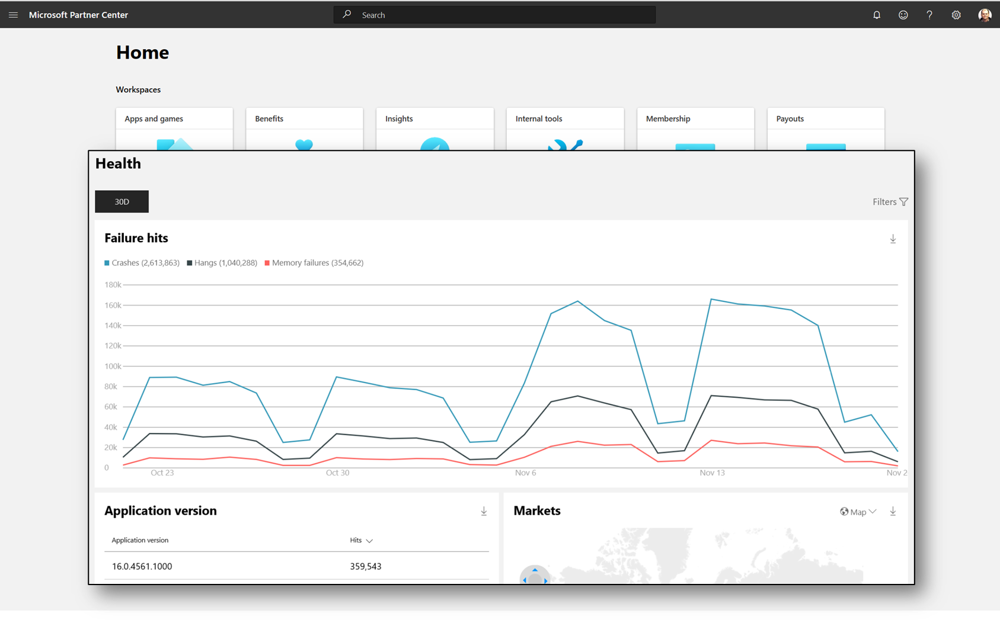 Microsoft Partner Center
Search
?
Home
Workspaces
Apps and games
Benefits
Insights
Internal tools
Membership
Payouts
Health
30D
Filters
Failure hits
Crashes (2,613,863) Hangs (1,040,288) Memory failures (354,662)
180k
160k
140k
120k
100k
80k
60k
40k
20k
0
Oct 23 Oct 30 Nov 6 Nov 13 Nov 2
Application version
Application version Hits
16.0.4561.1000 359,543
Markets
Map